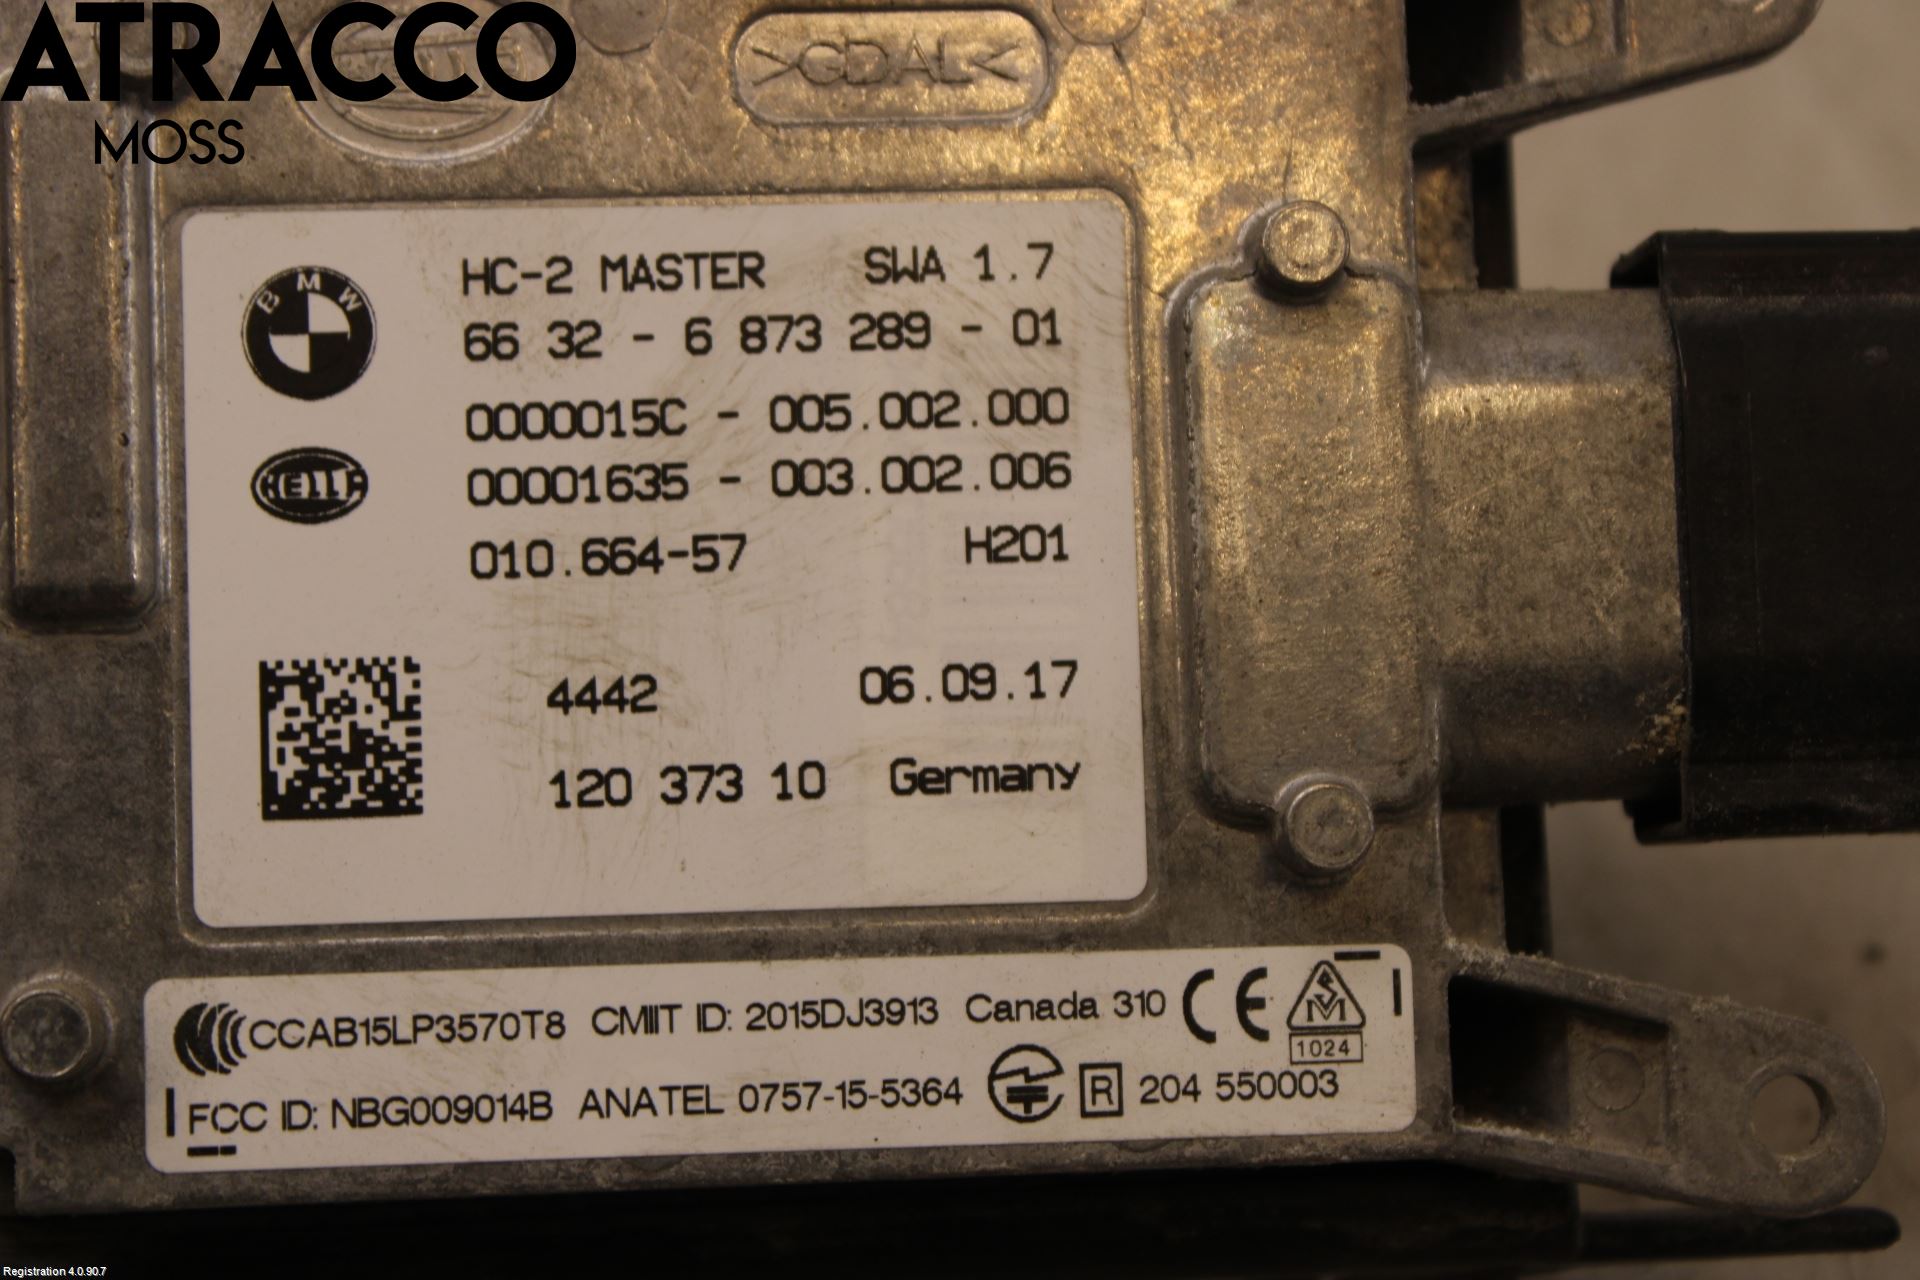 ATRACCO
MOSS
>GDAL<
BMW
HC-2 MASTER SWA 1.7
66 32 - 6 873 289 - 01
0000015C - 005.002.000
HELLA
00001635 - 003.002.006
010.664-57 H201
4442 06.09.17
120 373 10 Germany
CCAB15LP3570T8 CMIIT ID: 2015DJ3913 Canada 310 CE
1024
FCC ID: NBG009014B ANATEL 0757-15-5364 R 204 550003
Registration 4.0.90.7